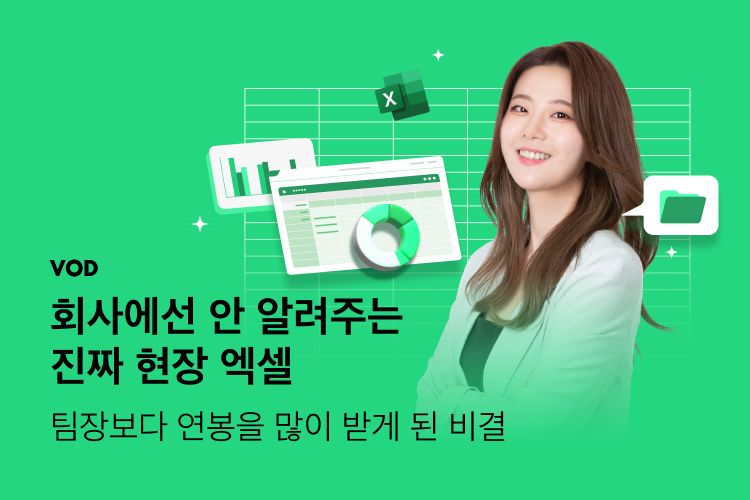 X
VOD
회사에선 안 알려주는
진짜 현장 엑셀
팀장보다 연봉을 많이 받게 된 비결